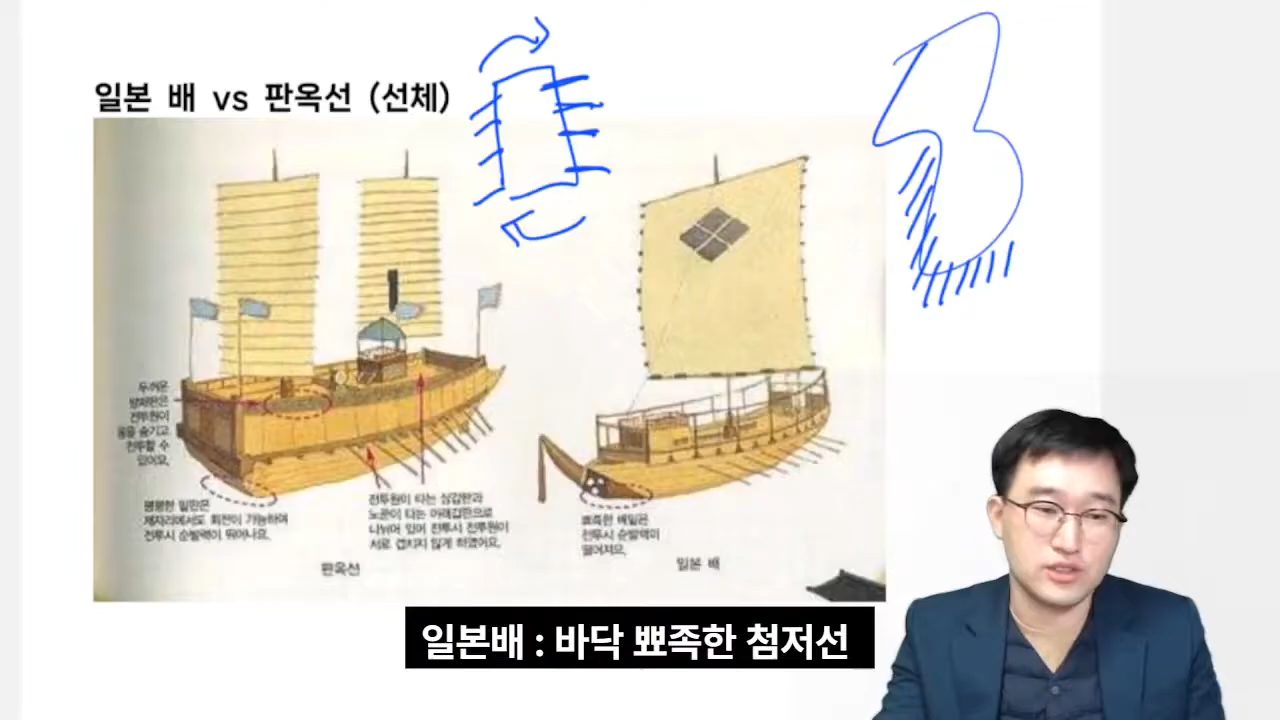 일본 배 vs 판옥선 (선체)
두꺼운
방패판은
전투원이
몸을 숨기고
전투할 수
있어요.
평평한 밑판은
제자리에서도 회전이 가능하여
전투시 순발력이 뛰어나요.
전투원이 타는 상갑판과
노꾼이 타는 아래갑판으로
나뉘어 있어 전투시 전투원이
서로 겹치지 않게 하였어요.
뾰족한 배밑은
전투시 순발력이
떨어져요.
판옥선
일본 배
일본배 : 바닥 뾰족한 첨저선